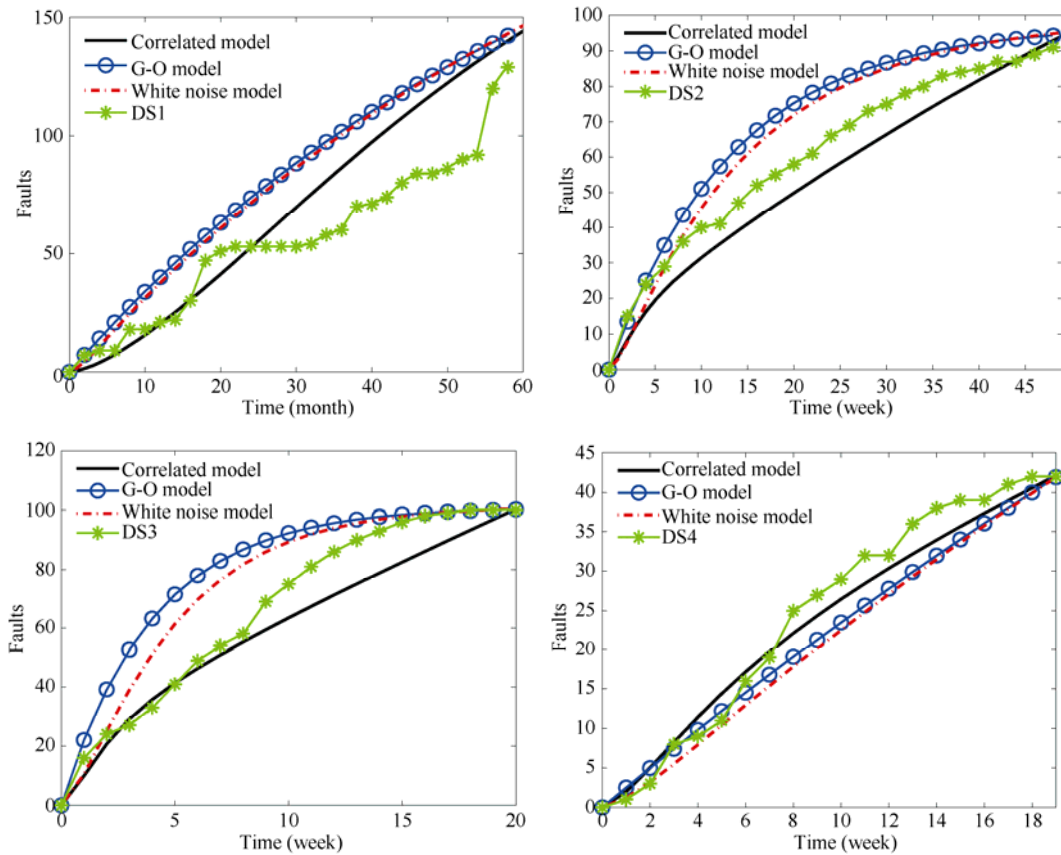 150
100
50
0
Faults
Correlated model
G-O model
White noise model
DS1
0 10 20 30 40 50 60
Time (month)
100
90
80
70
60
50
40
30
20
10
0
Faults
Correlated model
G-O model
White noise model
DS2
0 5 10 15 20 25 30 35 40 45
Time (week)
120
100
80
60
40
20
0
Faults
Correlated model
G-O model
White noise model
DS3
0 5 10 15 20
Time (week)
45
40
35
30
25
20
15
10
5
0
Faults
Correlated model
G-O model
White noise model
DS4
0 2 4 6 8 10 12 14 16 18
Time (week)